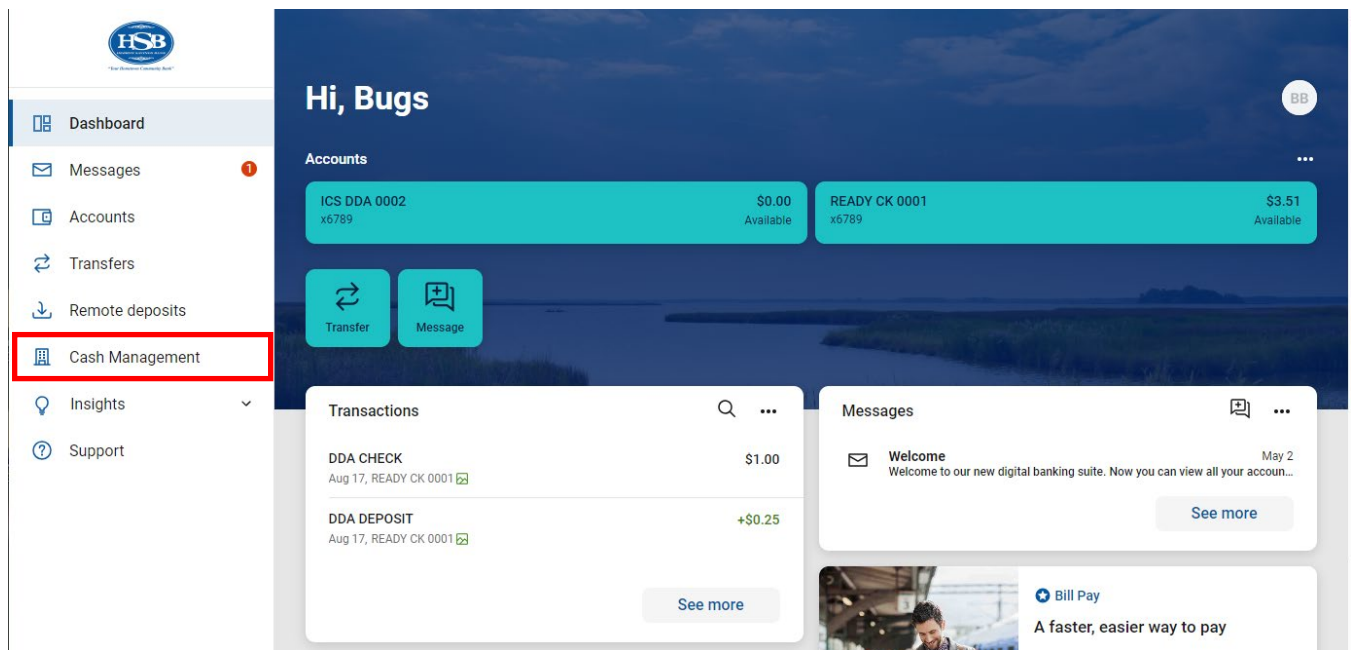 HSB
"Your Hometown Community Bank"
Dashboard
Messages 1
Accounts
Transfers
Remote deposits
Cash Management
Insights
Support
Hi, Bugs
BB
Accounts
ICS DDA 0002 $0.00
x6789 Available
READY CK 0001 $3.51
x6789 Available
Transfer
Message
Transactions
DDA CHECK $1.00
Aug 17, READY CK 0001
DDA DEPOSIT +$0.25
Aug 17, READY CK 0001
See more
Messages
Welcome May 2
Welcome to our new digital banking suite. Now you can view all your accoun...
See more
Bill Pay
A faster, easier way to pay